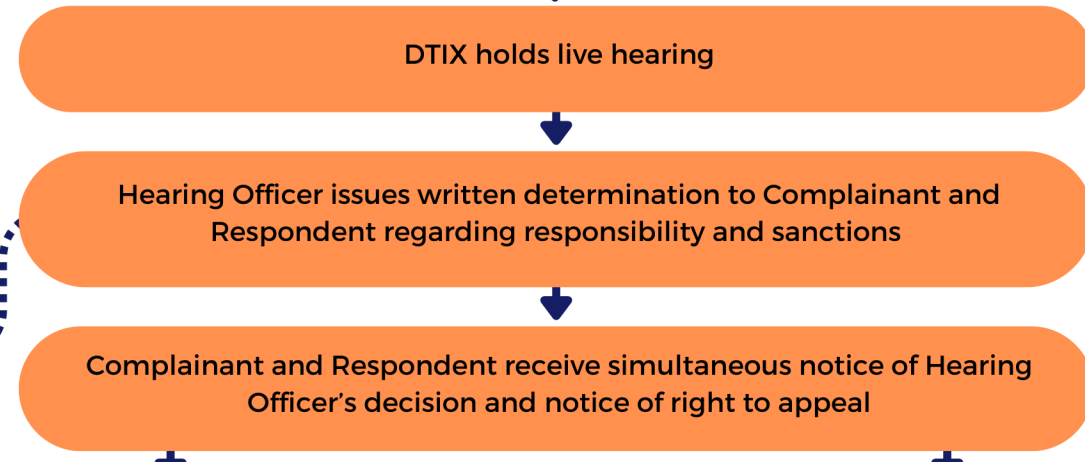 DTIX holds live hearing
Hearing Officer issues written determination to Complainant and
Respondent regarding responsibility and sanctions
Complainant and Respondent receive simultaneous notice of Hearing
Officer’s decision and notice of right to appeal